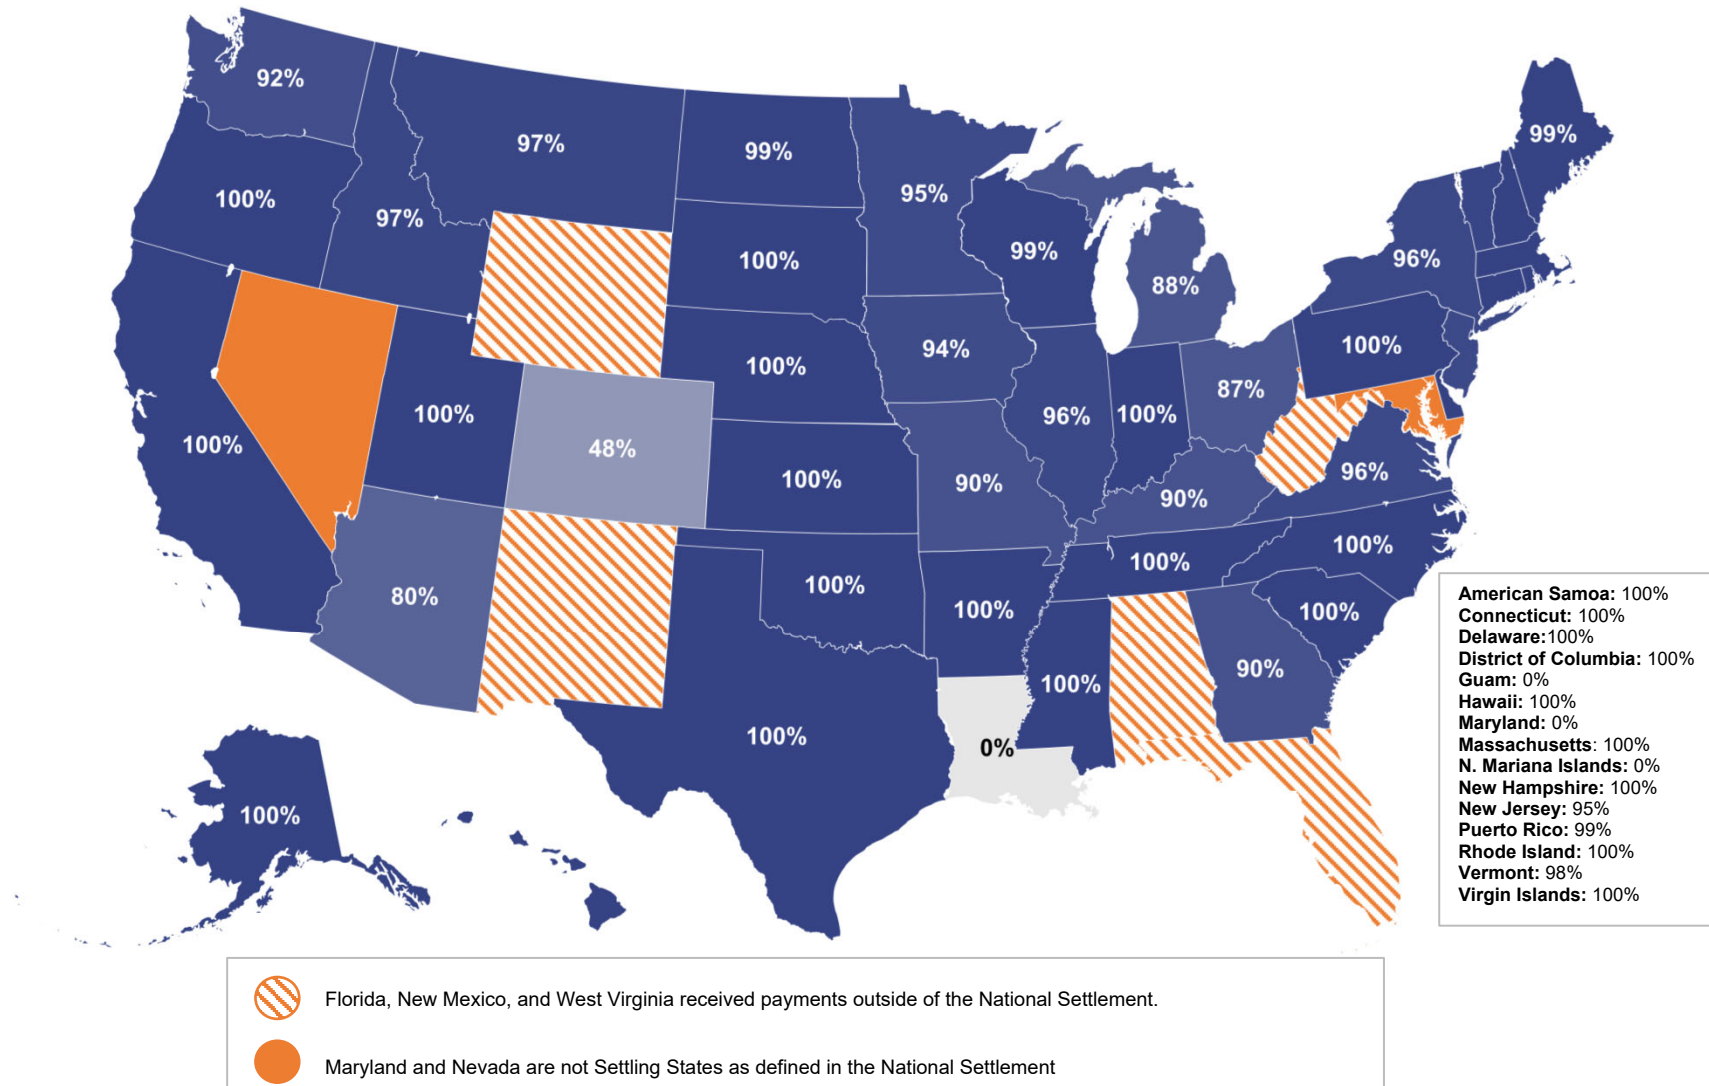 92%
97%
99%
99%
100%
97%
95%
100%
99%
96%
88%
100%
94%
100%
87%
100%
100%
48%
96%
100%
100%
100%
90%
90%
96%
80%
100%
100%
100%
100%
100%
100%
90%
100%
0%
100%
100%
American Samoa: 100%
Connecticut: 100%
Delaware:100%
District of Columbia: 100%
Guam: 0%
Hawaii: 100%
Maryland: 0%
Massachusetts: 100%
N. Mariana Islands: 0%
New Hampshire: 100%
New Jersey: 95%
Puerto Rico: 99%
Rhode Island: 100%
Vermont: 98%
Virgin Islands: 100%
Florida, New Mexico, and West Virginia received payments outside of the National Settlement.
Maryland and Nevada are not Settling States as defined in the National Settlement